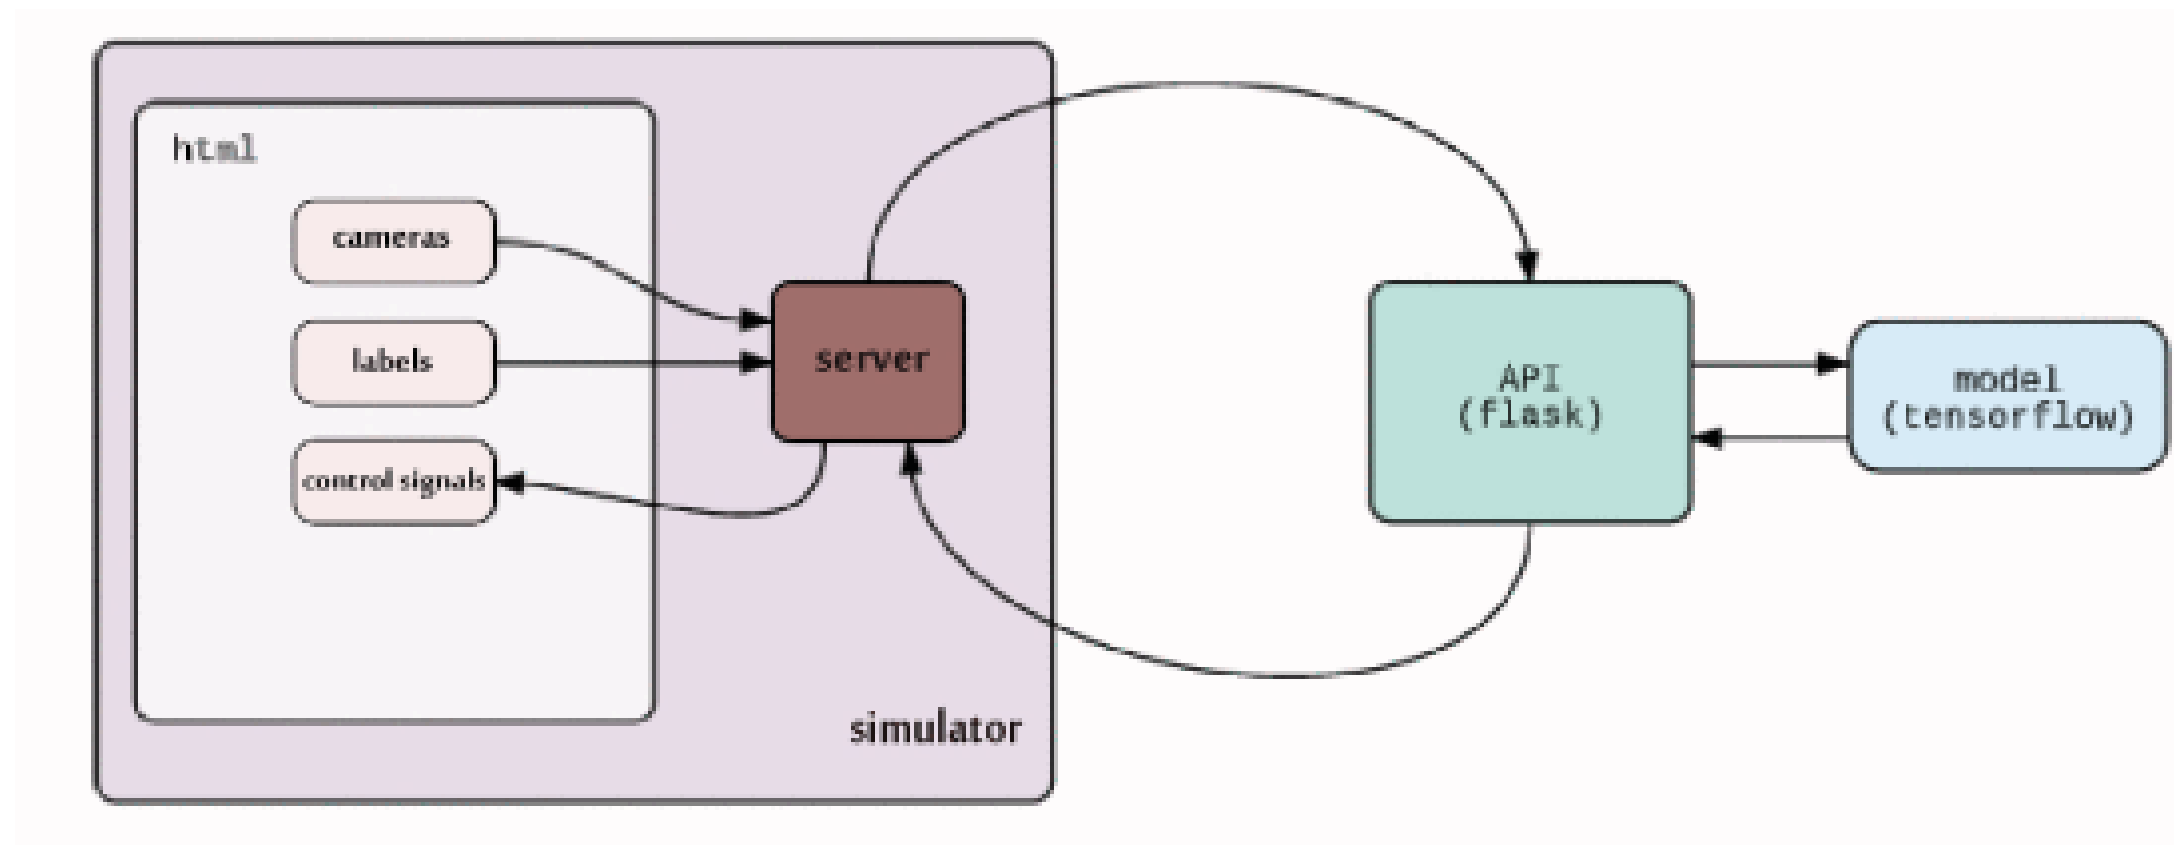 html
cameras
labels
control signals
server
simulator
API
(flask)
model
(tensorflow)